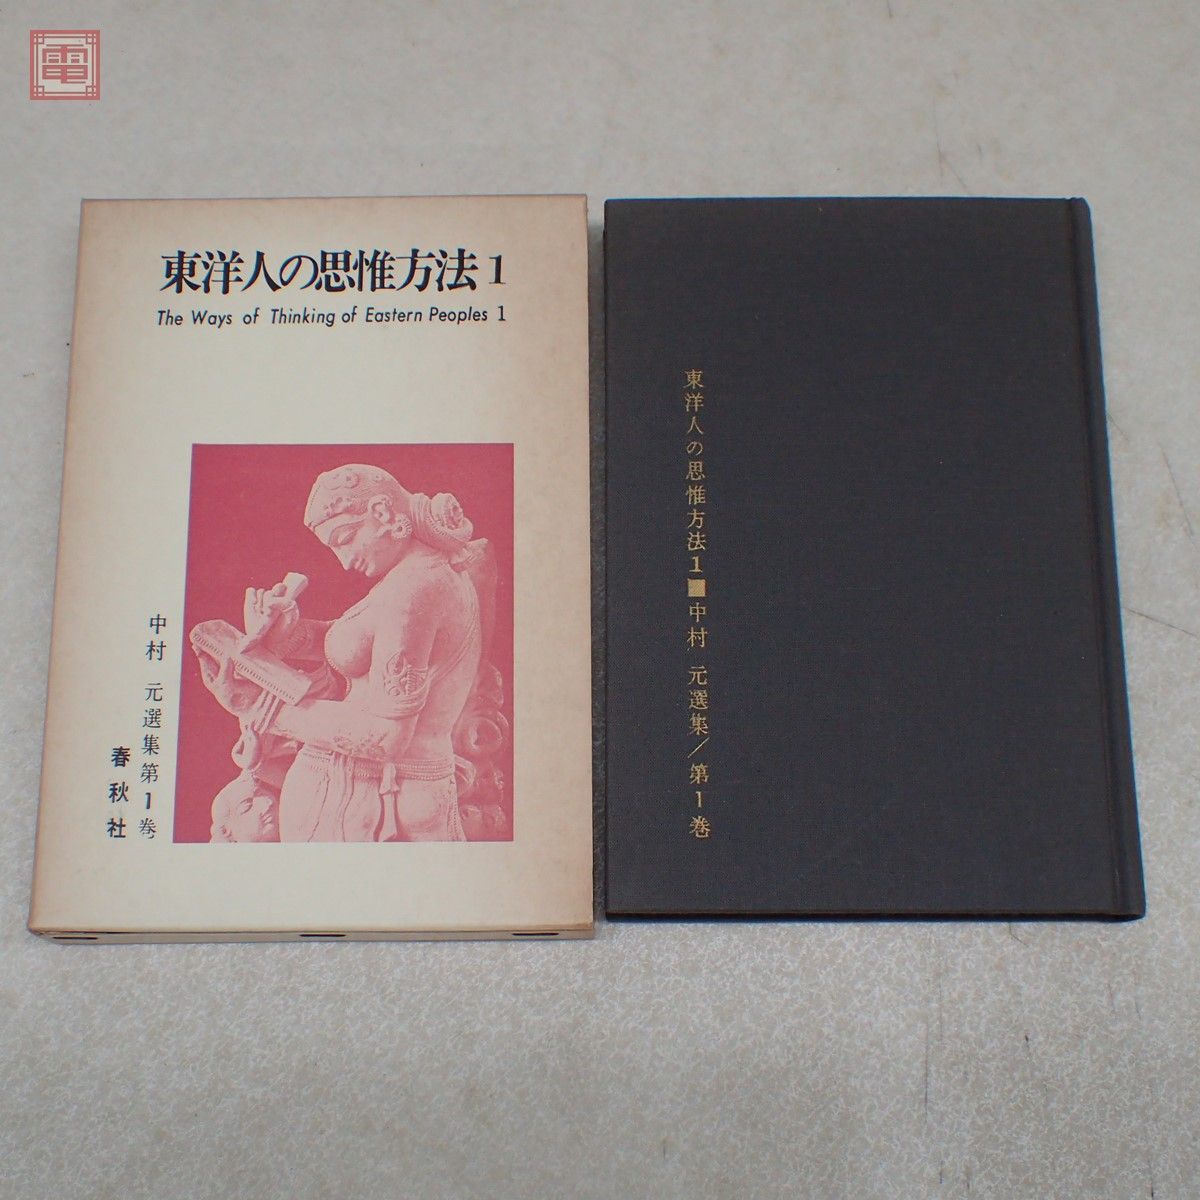 電
東洋人の思惟方法1
The Ways of Thinking of Eastern Peoples 1
中村 元選集第1巻
春秋社
東洋人の思惟方法1■中村 元選集/第1巻